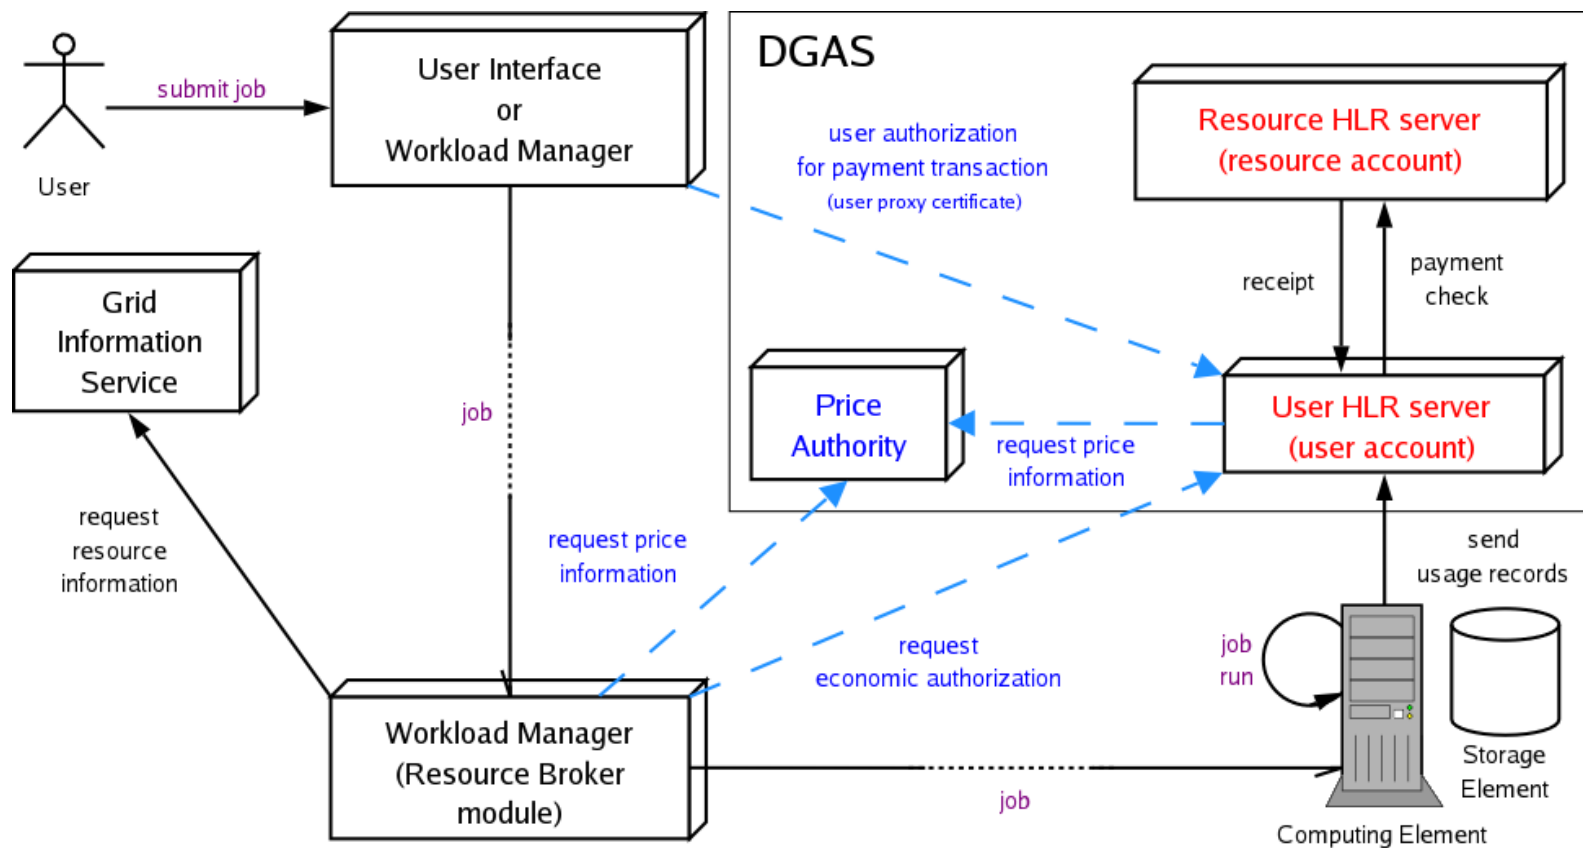 DGAS
User Interface
or
Workload Manager
submit job
User
Resource HLR server
(resource account)
user authorization
for payment transaction
(user proxy certificate)
receipt
payment
check
Grid
Information
Service
Price
Authority
User HLR server
(user account)
request price
information
job
request
resource
information
request price
information
send
usage records
request
economic authorization
job
run
Workload Manager
(Resource Broker
module)
job
Storage
Element
Computing Element